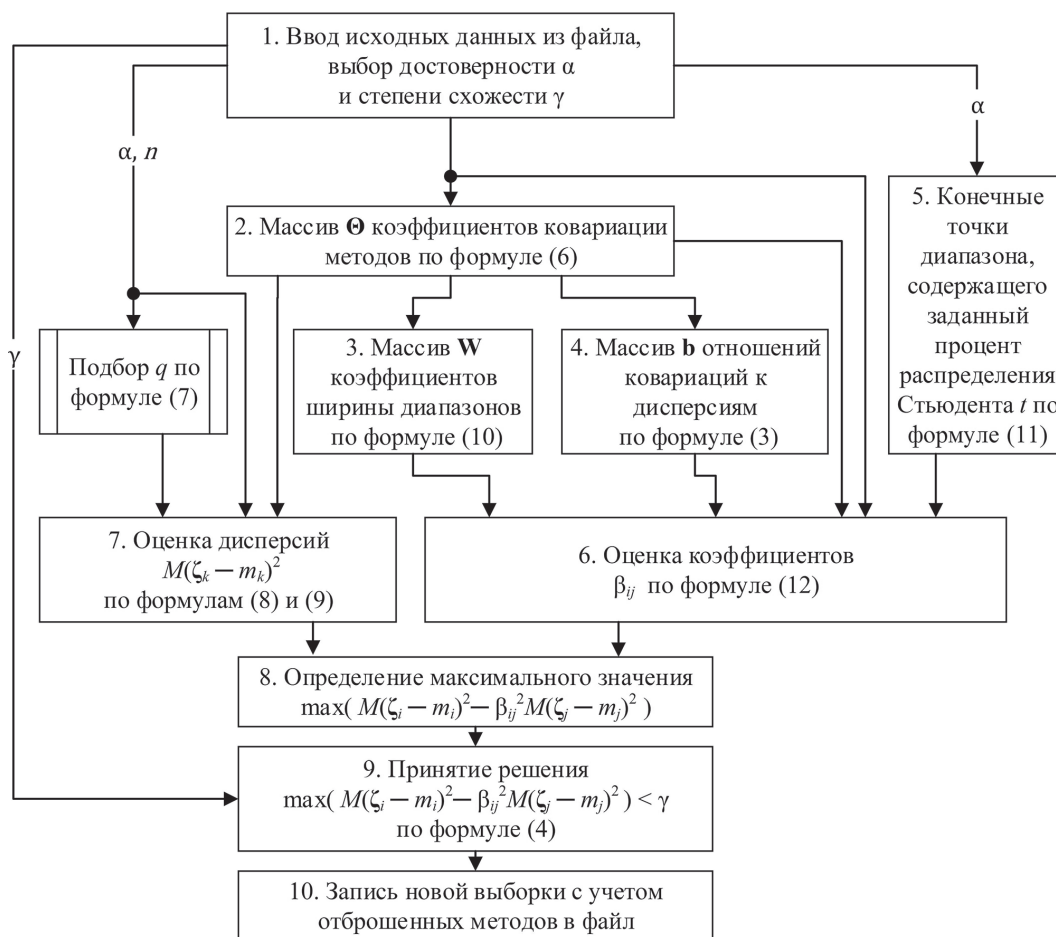 1. Ввод исходных данных из файла,
выбор достоверности α
и степени схожести γ
α
α, n
γ
2. Массив Θ коэффициентов ковариации
методов по формуле (6)
5. Конечные
точки
диапазона,
содержащего
заданный
процент
распределения
Стьюдента t по
формуле (11)
Подбор q по
формуле (7)
3. Массив W
коэффициентов
ширины диапазонов
по формуле (10)
4. Массив b отношений
ковариаций к
дисперсиям
по формуле (3)
7. Оценка дисперсий
M(ζₖ − mₖ)²
по формулам (8) и (9)
6. Оценка коэффициентов
βᵢⱼ по формуле (12)
8. Определение максимального значения
max( M(ζᵢ − mᵢ)² − βᵢⱼ² M(ζⱼ − mⱼ)² )
9. Принятие решения
max( M(ζᵢ − mᵢ)² − βᵢⱼ² M(ζⱼ − mⱼ)² ) < γ
по формуле (4)
10. Запись новой выборки с учетом
отброшенных методов в файл